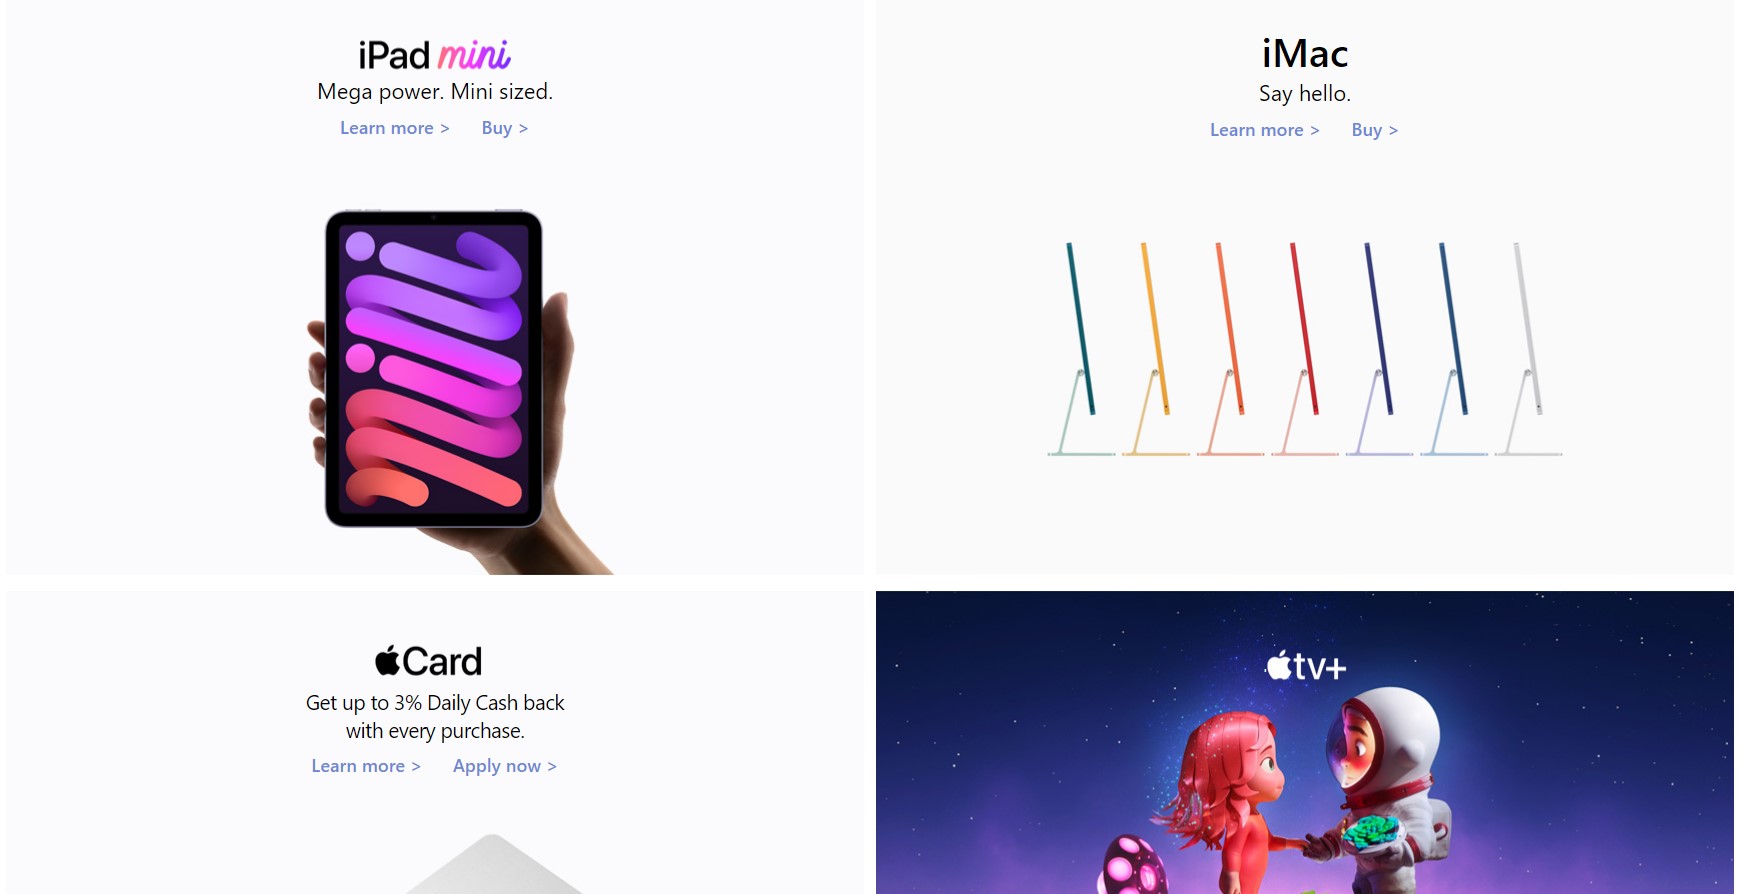 iPad mini
Mega power. Mini sized.
Learn more > Buy >
iMac
Say hello.
Learn more > Buy >
Card
Get up to 3% Daily Cash back
with every purchase.
Learn more > Apply now >
tv+